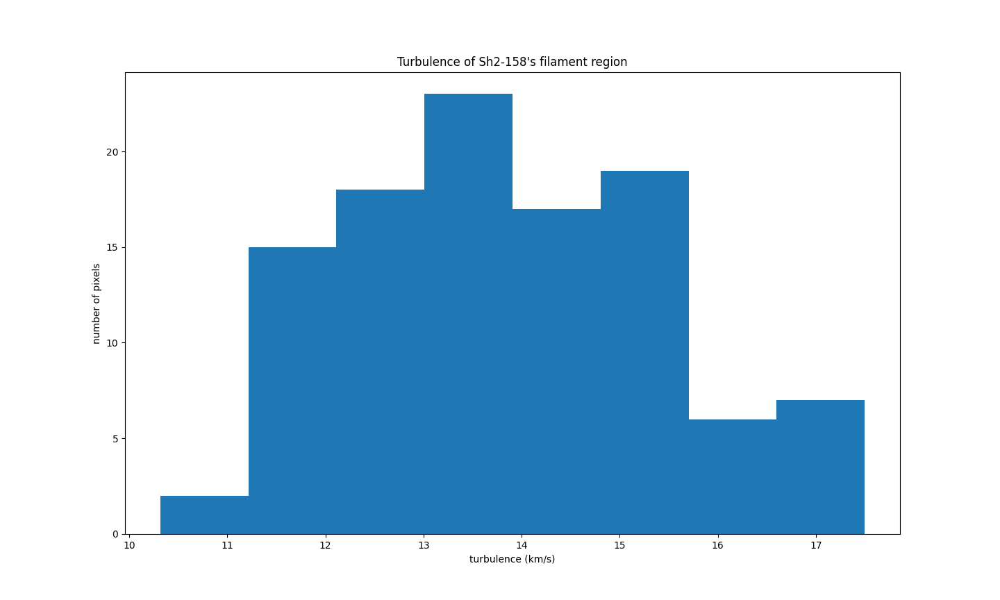 Turbulence of Sh2-158's filament region
20
15
10
5
0
number of pixels
10 11 12 13 14 15 16 17
turbulence (km/s)